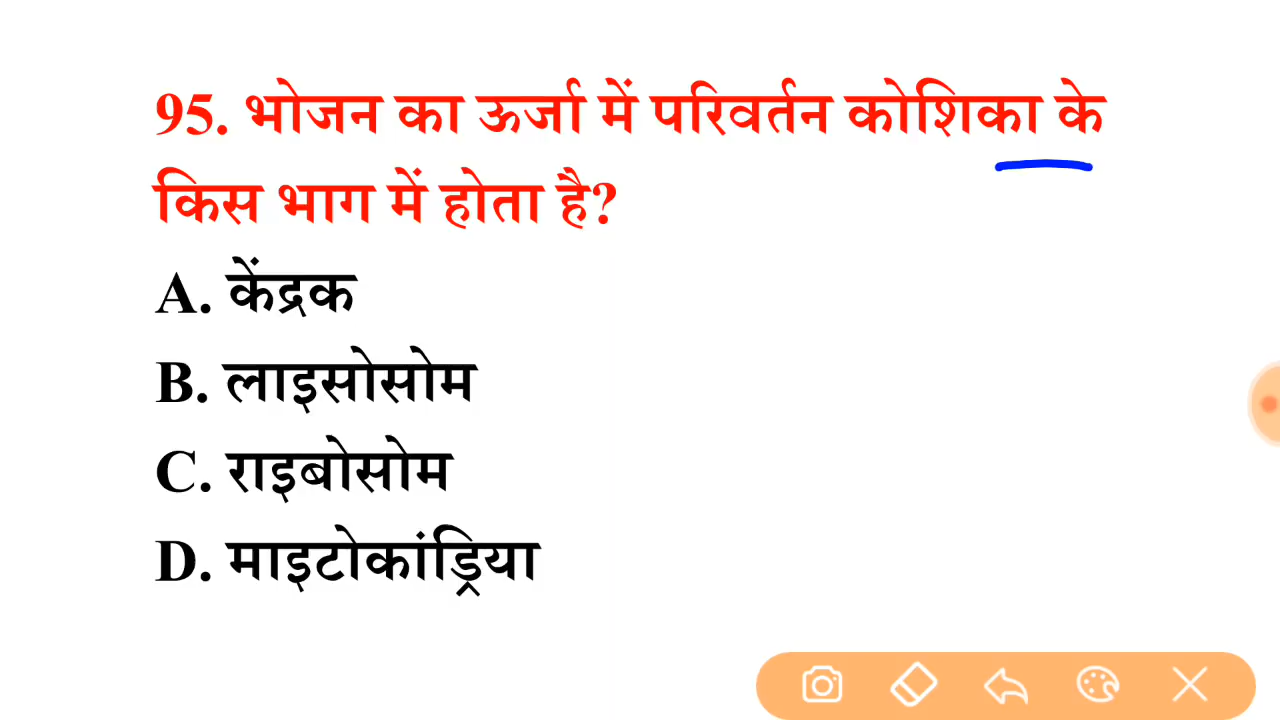 95. भोजन का ऊर्जा में परिवर्तन कोशिका के
किस भाग में होता है?
A. केंद्रक
B. लाइसोसोम
C. राइबोसोम
D. माइटोकांड्रिया